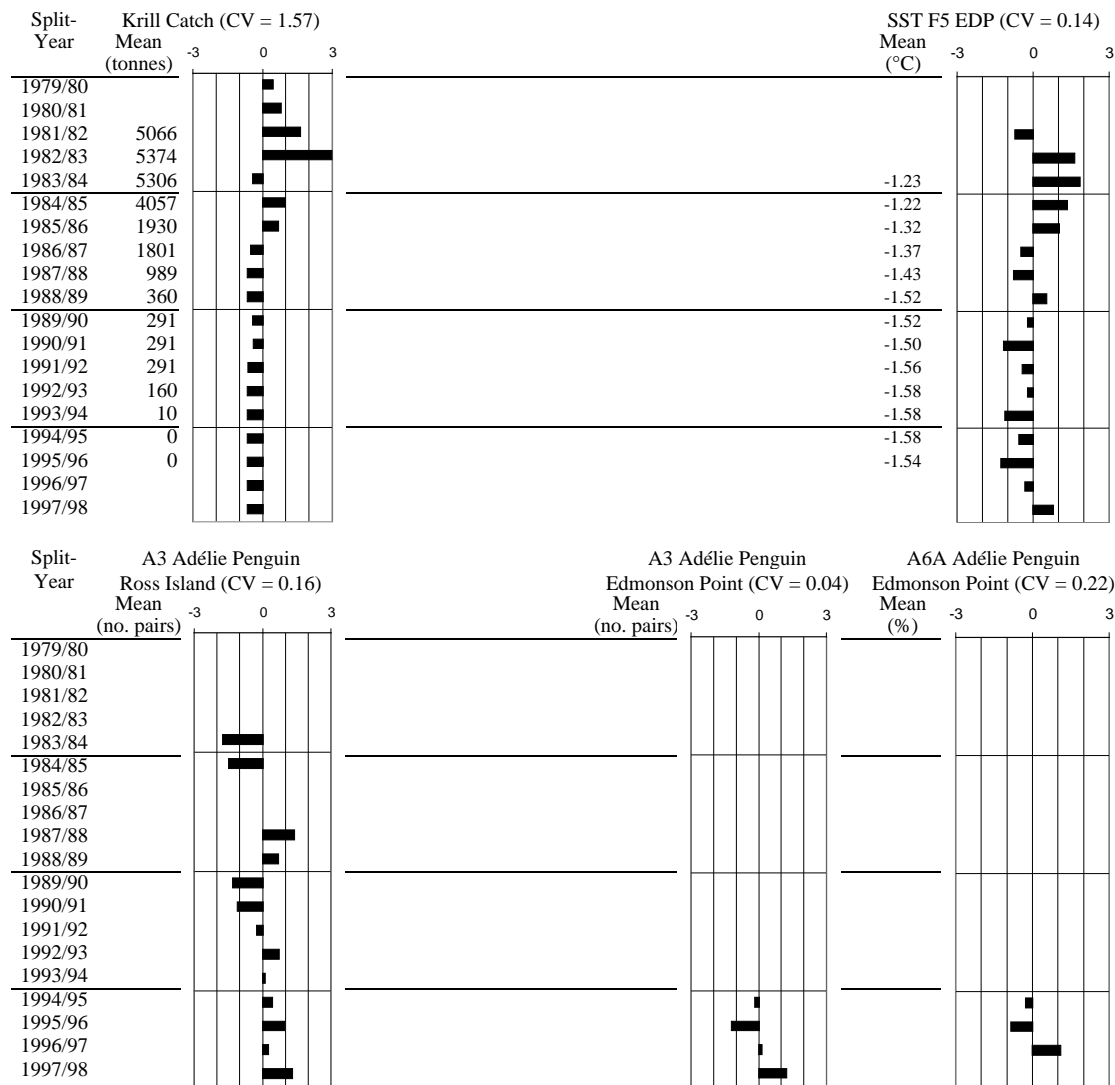 Split- Krill Catch (CV = 1.57) SST F5 EDP (CV = 0.14)
Year Mean Mean
(tonnes) -3 0 3 (°C) -3 0 3
1979/80
1980/81
1981/82 5066
1982/83 5374
1983/84 5306 -1.23
1984/85 4057 -1.22
1985/86 1930 -1.32
1986/87 1801 -1.37
1987/88 989 -1.43
1988/89 360 -1.52
1989/90 291 -1.52
1990/91 291 -1.50
1991/92 291 -1.56
1992/93 160 -1.58
1993/94 10 -1.58
1994/95 0 -1.58
1995/96 0 -1.54
1996/97
1997/98
Split- A3 Adélie Penguin A3 Adélie Penguin A6A Adélie Penguin
Year Ross Island (CV = 0.16) Edmonson Point (CV = 0.04) Edmonson Point (CV = 0.22)
Mean Mean Mean
(no. pairs) -3 0 3 (no. pairs) -3 0 3 (%) -3 0 3
1979/80
1980/81
1981/82
1982/83
1983/84
1984/85
1985/86
1986/87
1987/88
1988/89
1989/90
1990/91
1991/92
1992/93
1993/94
1994/95
1995/96
1996/97
1997/98